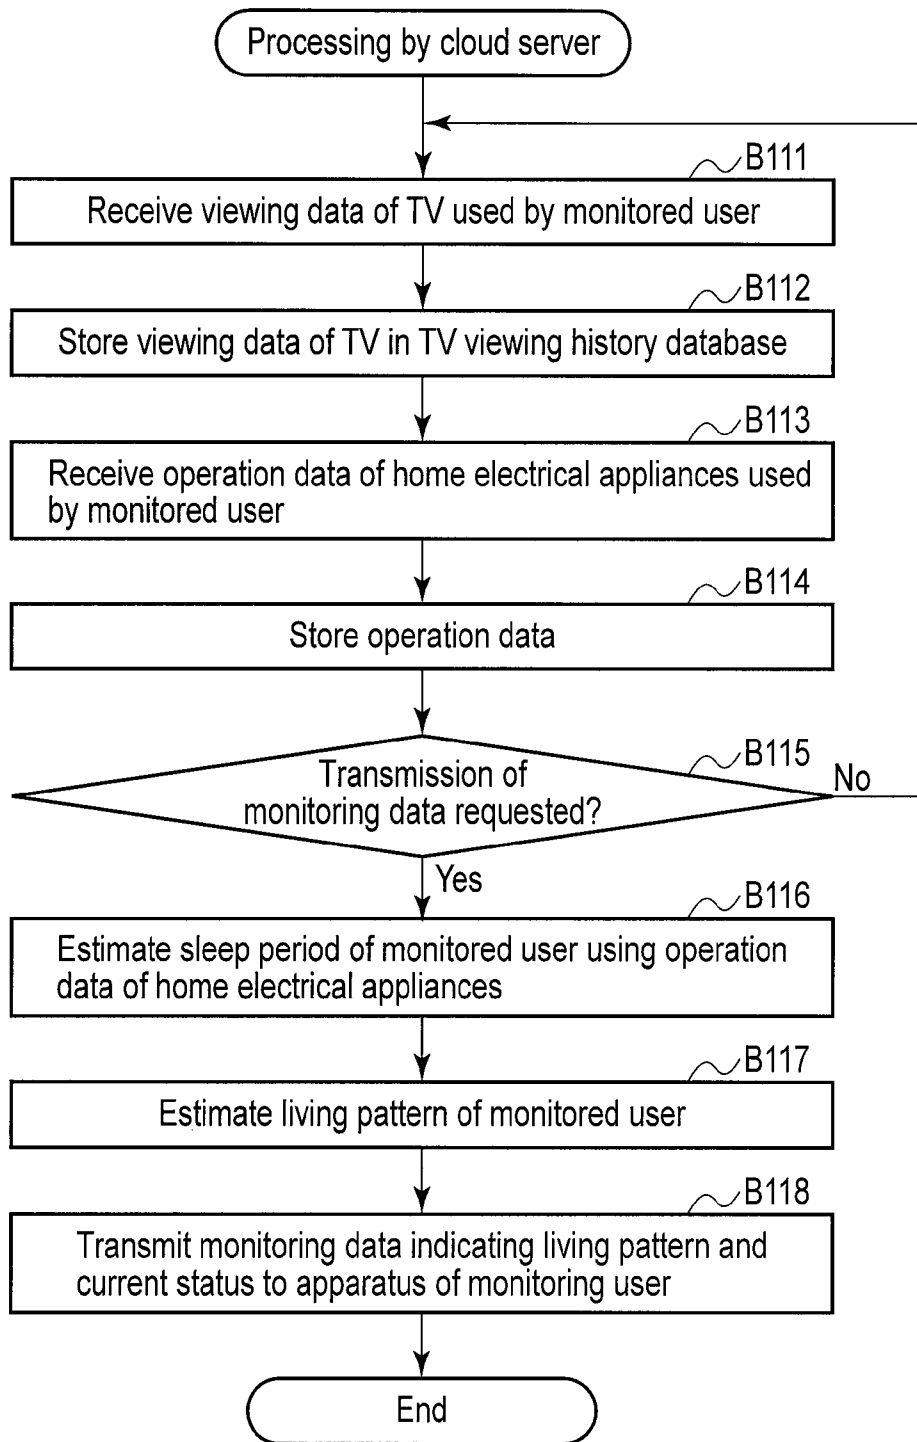 Processing by cloud server
B111
Receive viewing data of TV used by monitored user
B112
Store viewing data of TV in TV viewing history database
B113
Receive operation data of home electrical appliances used
by monitored user
B114
Store operation data
B115
Transmission of
monitoring data requested?
No
Yes
B116
Estimate sleep period of monitored user using operation
data of home electrical appliances
B117
Estimate living pattern of monitored user
B118
Transmit monitoring data indicating living pattern and
current status to apparatus of monitoring user
End